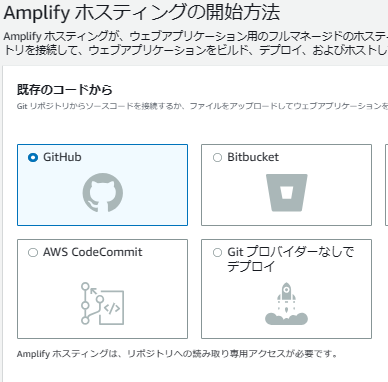 Amplify ホスティングの開始方法
Amplify ホスティングが、ウェブアプリケーション用のフルマネージドのホステ
トリを接続して、ウェブアプリケーションをビルド、デプロイ、およびホストし
既存のコードから
Git リポジトリからソースコードを接続するか、ファイルをアップロードしてウェブアプリケーションを
GitHub
Bitbucket
AWS CodeCommit
Git プロバイダーなしで
デプロイ
Amplify ホスティングは、リポジトリへの読み取り専用アクセスが必要です。